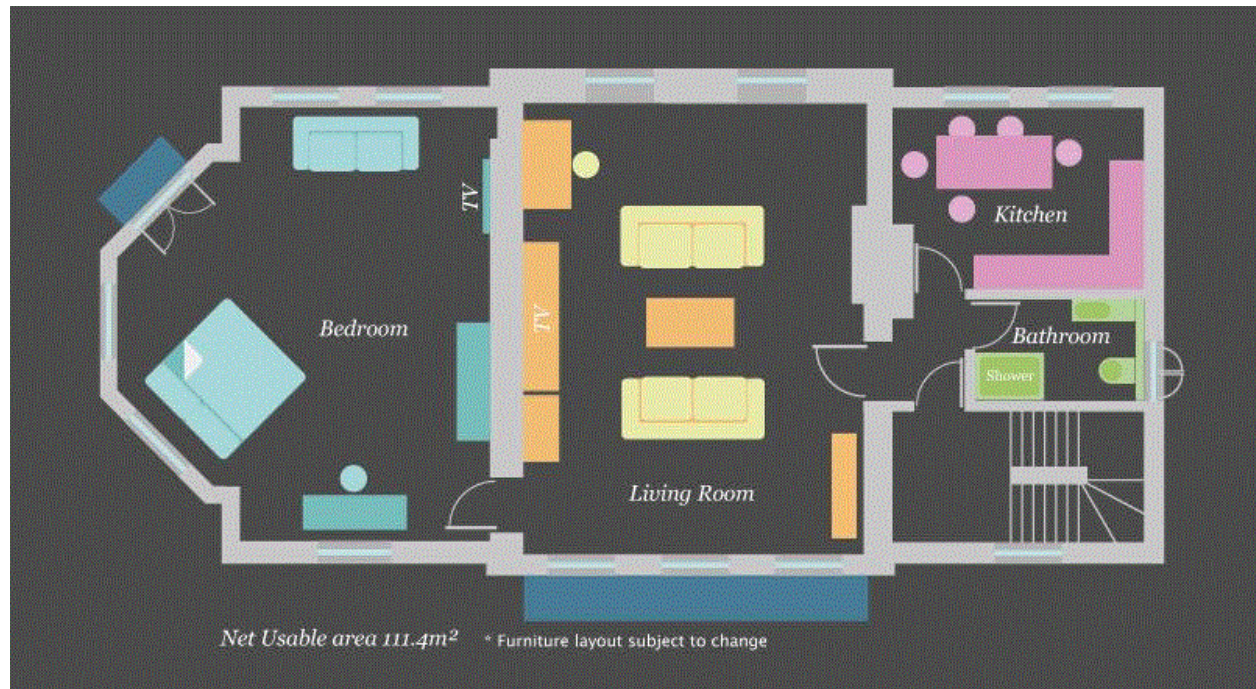 TV
Kitchen
Bedroom
TV
Bathroom
Shower
Living Room
Net Usable area 111.4m² * Furniture layout subject to change